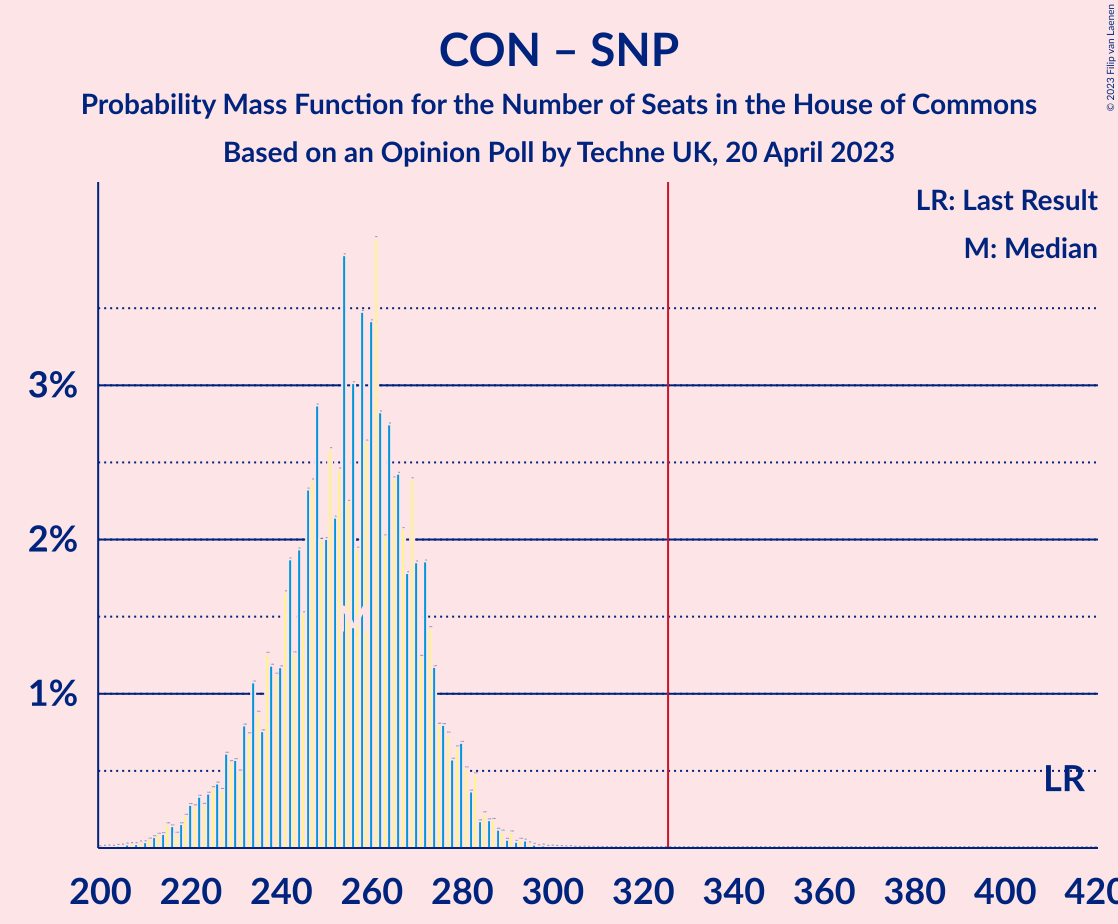 CON – SNP
Probability Mass Function for the Number of Seats in the House of Commons
Based on an Opinion Poll by Techne UK, 20 April 2023
© 2023 Filip van Laenen
LR: Last Result
M: Median
3%
2%
1%
M
LR
200 220 240 260 280 300 320 340 360 380 400 420